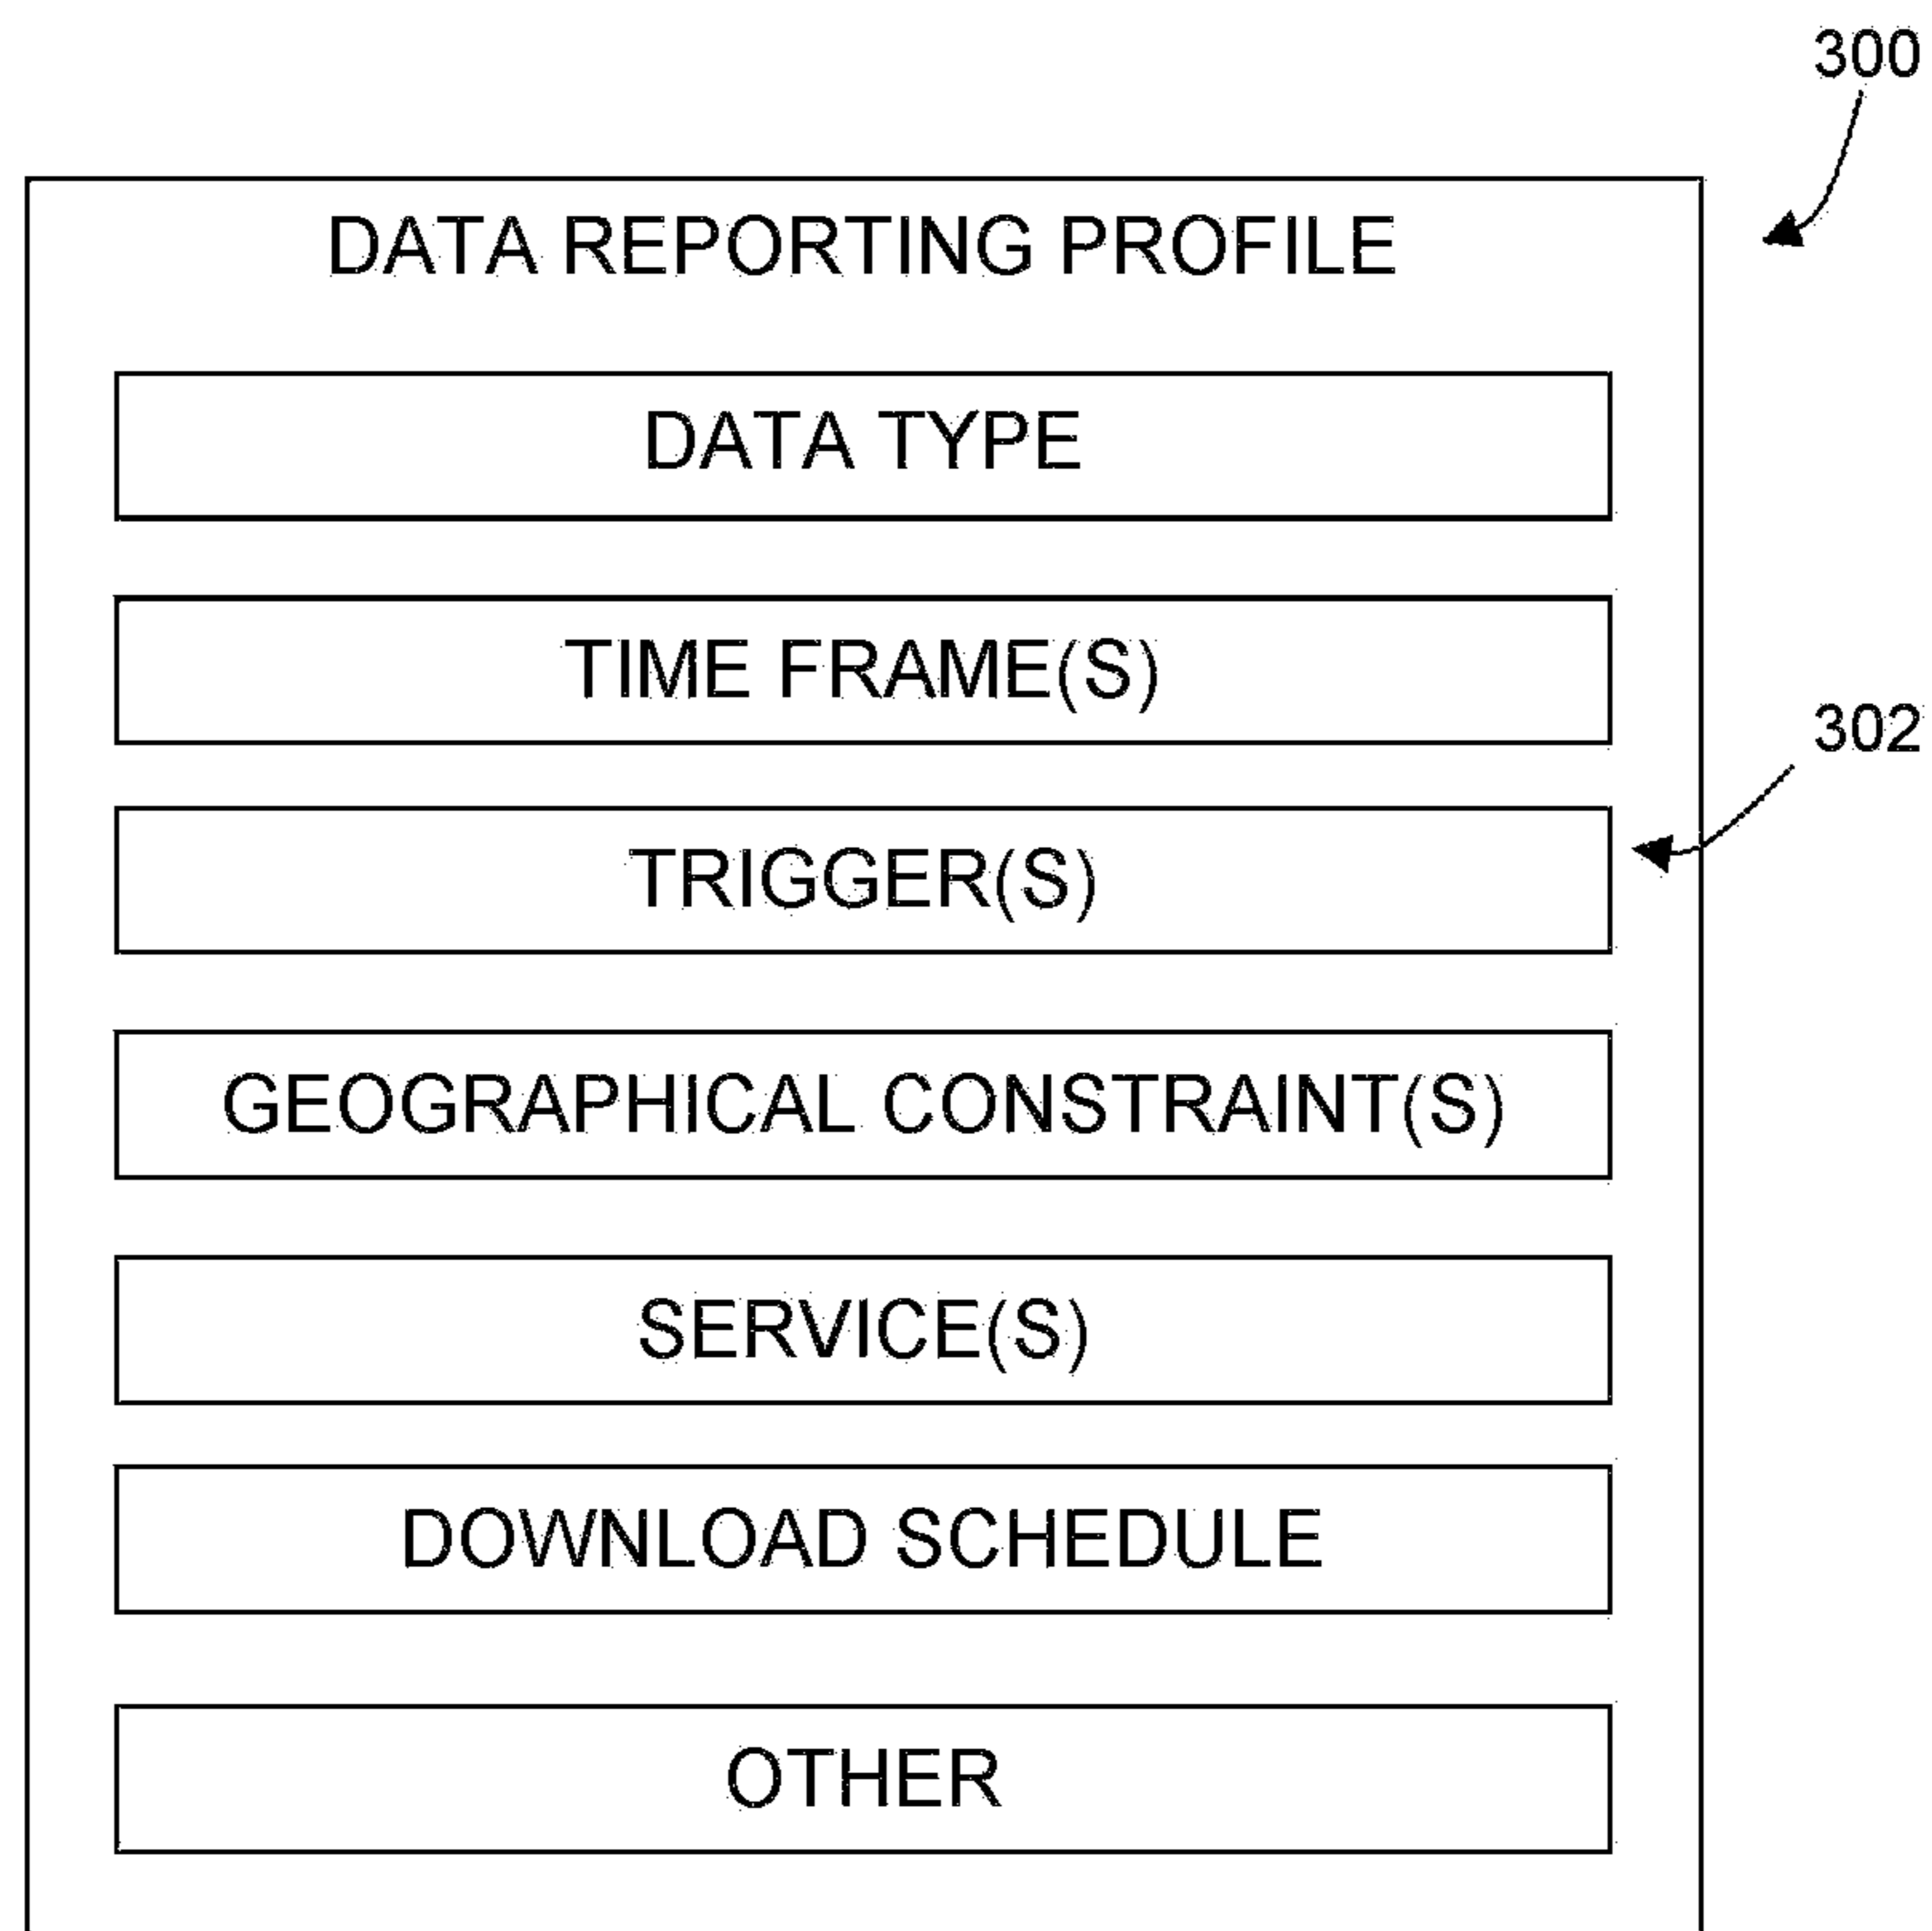 300
DATA REPORTING PROFILE
DATA TYPE
TIME FRAME(S)
302
TRIGGER(S)
GEOGRAPHICAL CONSTRAINT(S)
SERVICE(S)
DOWNLOAD SCHEDULE
OTHER